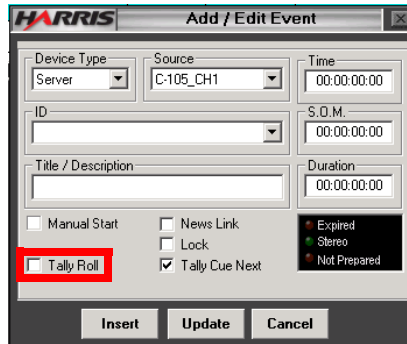 HARRIS Add / Edit Event
Device Type Source Time
Server C-105_CH1 00:00:00:00
ID S.O.M.
00:00:00:00
Title / Description Duration
00:00:00:00
Manual Start News Link Expired
Lock Stereo
Tally Roll Tally Cue Next Not Prepared
Insert Update Cancel